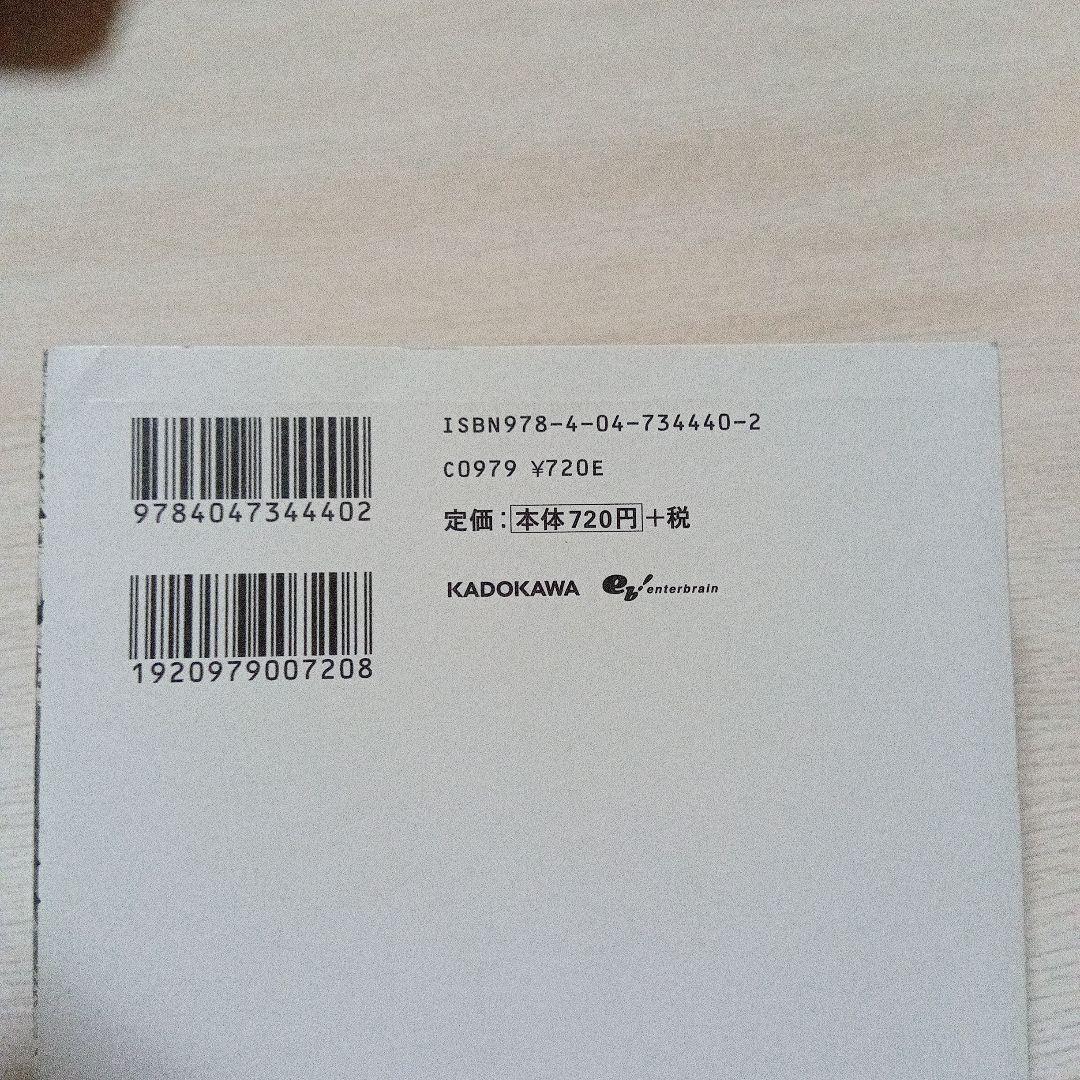 9784047344402
1920979007208
ISBN978-4-04-734440-2
C0979 ¥720E
定価：本体720円+税
KADOKAWA eb! enterbrain